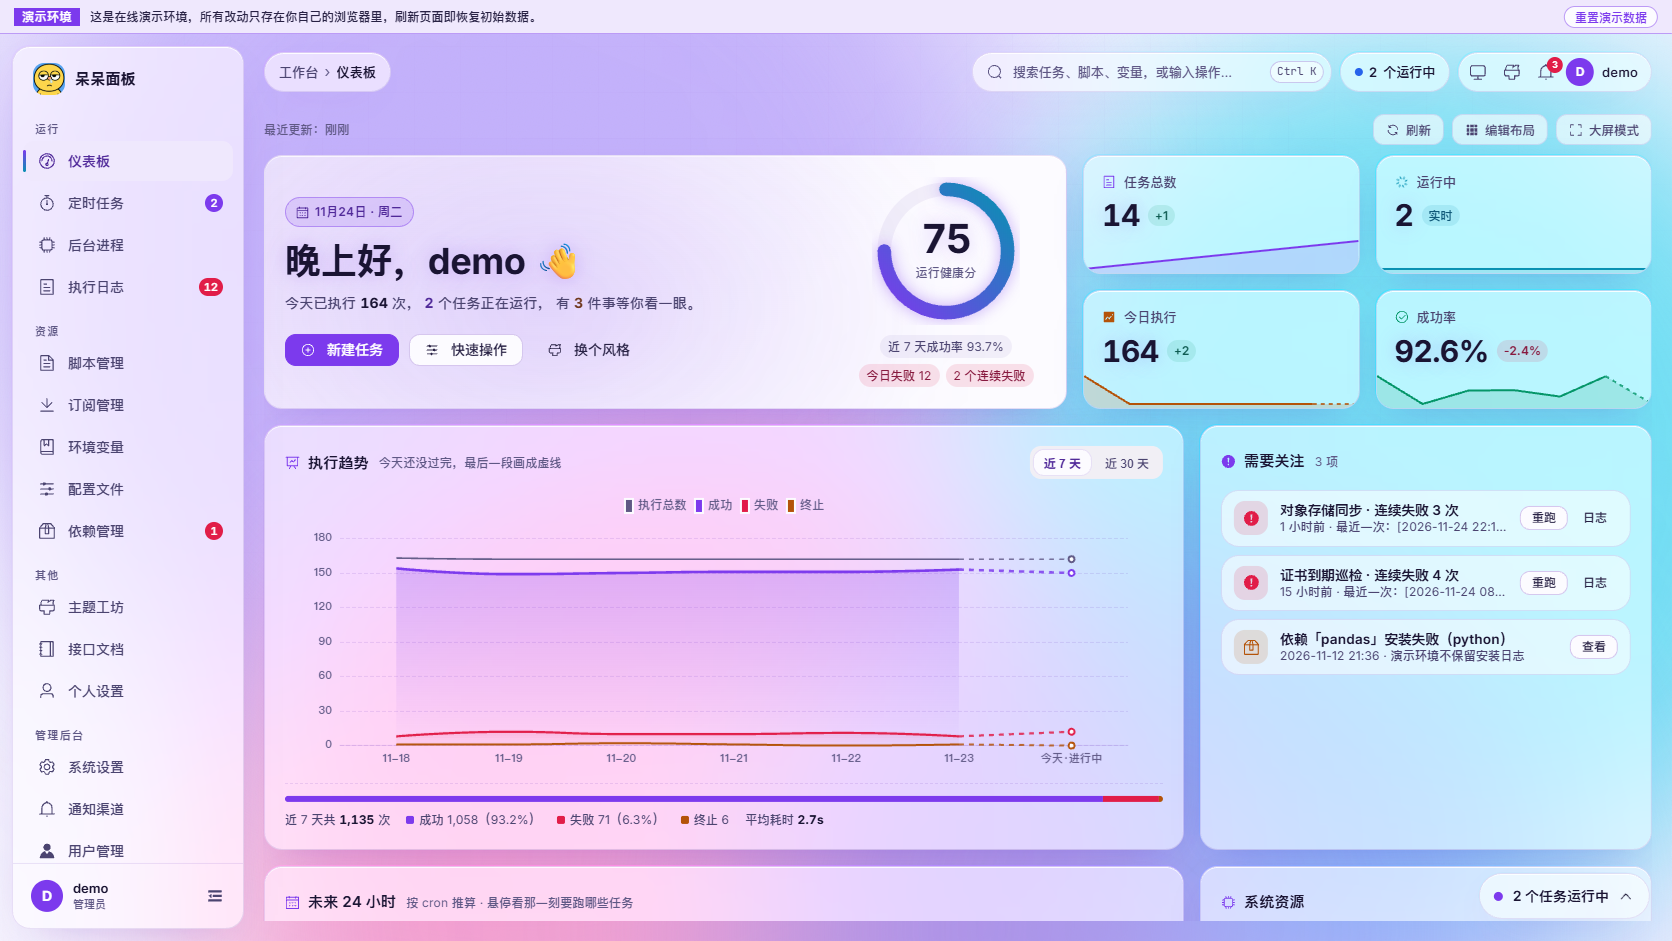 演示环境 这是在线演示环境，所有改动只存在你自己的浏览器里，刷新页面即恢复初始数据。 重置演示数据
呆呆面板
运行
仪表板
定时任务 2
后台进程
执行日志 12
资源
脚本管理
订阅管理
环境变量
配置文件
依赖管理 1
其他
主题工坊
接口文档
个人设置
管理后台
系统设置
通知渠道
用户管理
D demo
管理员
工作台 › 仪表板
搜索任务、脚本、变量，或输入操作... Ctrl K
2 个运行中
3
D demo
最近更新：刚刚
刷新 编辑布局 大屏模式
11月24日 · 周二
晚上好，demo 👋
今天已执行 164 次， 2 个任务正在运行， 有 3 件事等你看一眼。
新建任务 快速操作 换个风格
75
运行健康分
近 7 天成功率 93.7%
今日失败 12 2 个连续失败
任务总数
14 +1
运行中
2 实时
今日执行
164 +2
成功率
92.6% -2.4%
执行趋势 今天还没过完，最后一段画成虚线
近 7 天 近 30 天
执行总数 成功 失败 终止
180
150
120
90
60
30
0
11-18 11-19 11-20 11-21 11-22 11-23 今天·进行中
近 7 天共 1,135 次 成功 1,058（93.2%） 失败 71（6.3%） 终止 6 平均耗时 2.7s
需要关注 3 项
对象存储同步 · 连续失败 3 次
1 小时前 · 最近一次：[2026-11-24 22:1...
重跑 日志
证书到期巡检 · 连续失败 4 次
15 小时前 · 最近一次：[2026-11-24 08...
重跑 日志
依赖「pandas」安装失败（python）
2026-11-12 21:36 · 演示环境不保留安装日志
查看
未来 24 小时 按 cron 推算 · 悬停看那一刻要跑哪些任务
系统资源
2 个任务运行中